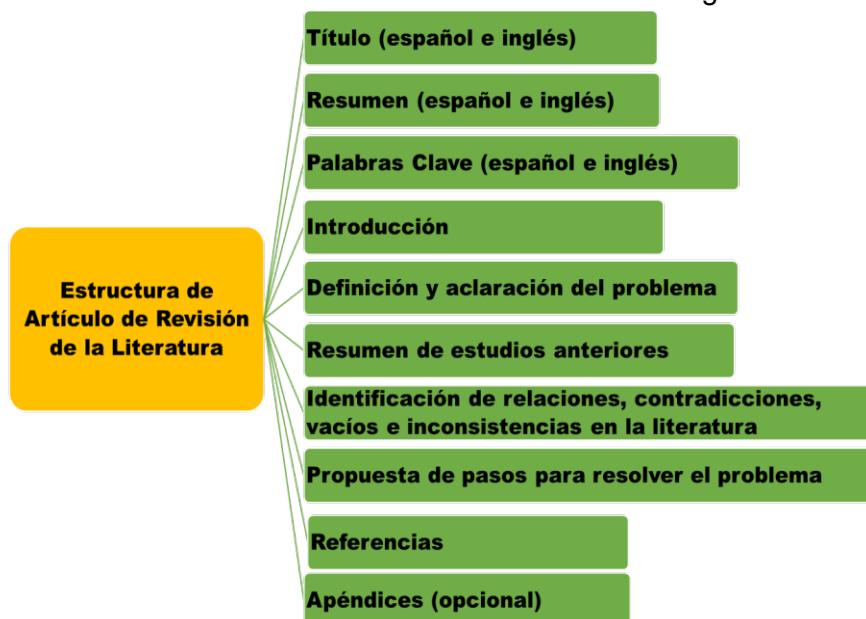 Título (español e inglés)
Resumen (español e inglés)
Palabras Clave (español e inglés)
Introducción
Estructura de
Artículo de Revisión
de la Literatura
Definición y aclaración del problema
Resumen de estudios anteriores
Identificación de relaciones, contradicciones,
vacíos e inconsistencias en la literatura
Propuesta de pasos para resolver el problema
Referencias
Apéndices (opcional)